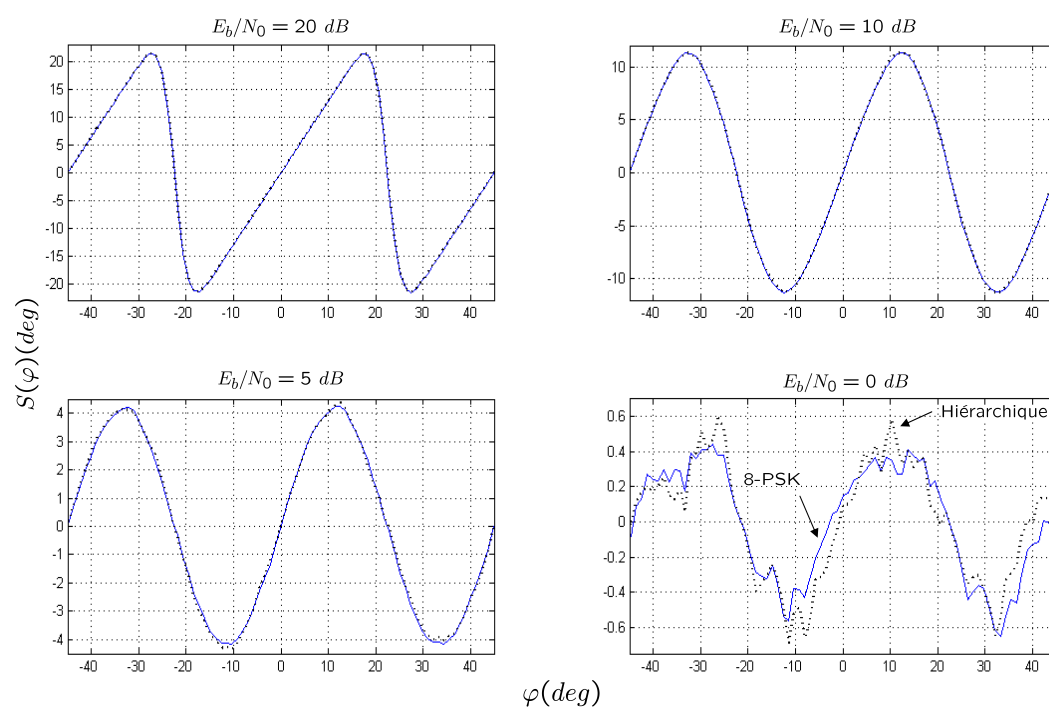 E_b/N_0 = 20 dB
20
15
10
5
0
-5
-10
-15
-20
-40 -30 -20 -10 0 10 20 30 40
E_b/N_0 = 10 dB
10
5
0
-5
-10
-40 -30 -20 -10 0 10 20 30 40
S(φ)(deg)
E_b/N_0 = 5 dB
4
3
2
1
0
-1
-2
-3
-4
-40 -30 -20 -10 0 10 20 30 40
E_b/N_0 = 0 dB
0.6
0.4
0.2
0
-0.2
-0.4
-0.6
-40 -30 -20 -10 0 10 20 30 40
Hiérarchique
8-PSK
φ(deg)